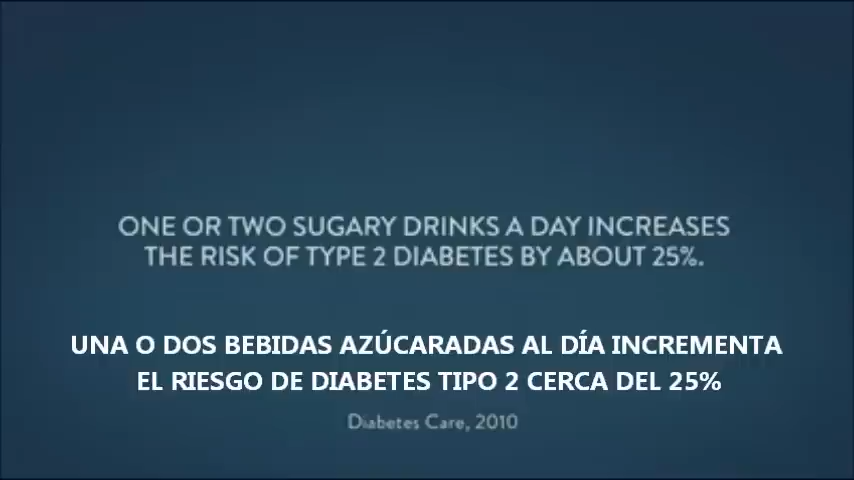 ONE OR TWO SUGARY DRINKS A DAY INCREASES
THE RISK OF TYPE 2 DIABETES BY ABOUT 25%.
UNA O DOS BEBIDAS AZÚCARADAS AL DÍA INCREMENTA
EL RIESGO DE DIABETES TIPO 2 CERCA DEL 25%
Diabetes Care, 2010